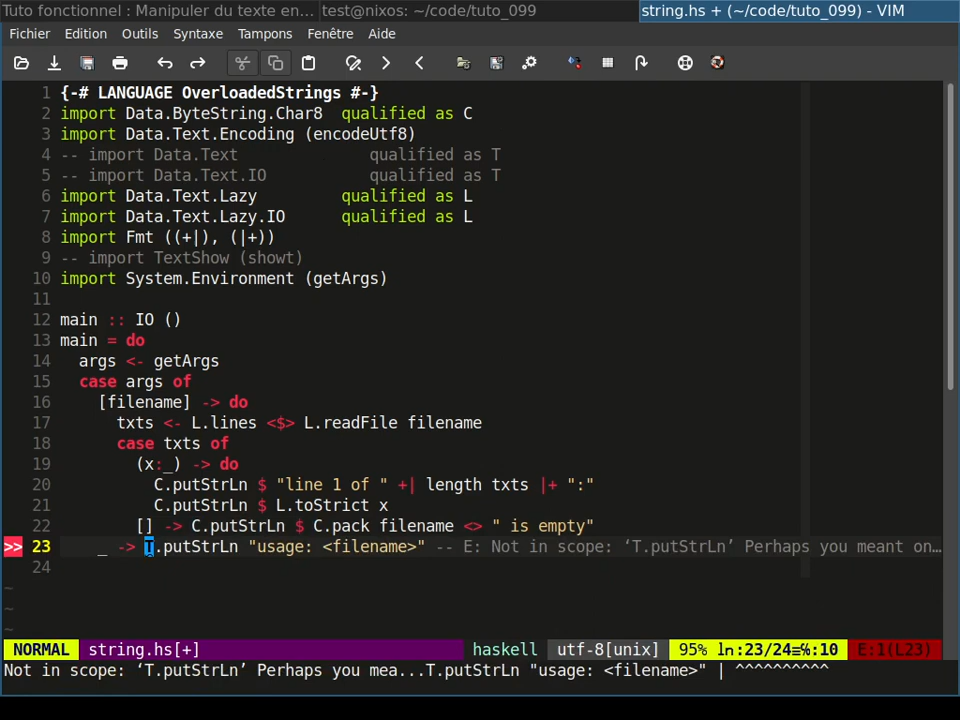 Tuto fonctionnel : Manipuler du texte en... test@nixos: ~/code/tuto_099 string.hs + (~/code/tuto_099) - VIM
Fichier Edition Outils Syntaxe Tampons Fenêtre Aide
1 {-# LANGUAGE OverloadedStrings #-}
2 import Data.ByteString.Char8 qualified as C
3 import Data.Text.Encoding (encodeUtf8)
4 -- import Data.Text qualified as T
5 -- import Data.Text.IO qualified as T
6 import Data.Text.Lazy qualified as L
7 import Data.Text.Lazy.IO qualified as L
8 import Fmt ((+|), (|+))
9 -- import TextShow (showt)
10 import System.Environment (getArgs)
11
12 main :: IO ()
13 main = do
14 args <- getArgs
15 case args of
16 [filename] -> do
17 txts <- L.lines <$> L.readFile filename
18 case txts of
19 (x:_) -> do
20 C.putStrLn $ "line 1 of " +| length txts |+ ":"
21 C.putStrLn $ L.toStrict x
22 [] -> C.putStrLn $ C.pack filename <> " is empty"
>> 23 _ -> T.putStrLn "usage: <filename>" -- E: Not in scope: ‘T.putStrLn’ Perhaps you meant on…
24
~
~
~
NORMAL string.hs[+] haskell utf-8[unix] 95% ln:23/24≡℅:10 E:1(L23)
Not in scope: ‘T.putStrLn’ Perhaps you mea...T.putStrLn "usage: <filename>" | ^^^^^^^^^^